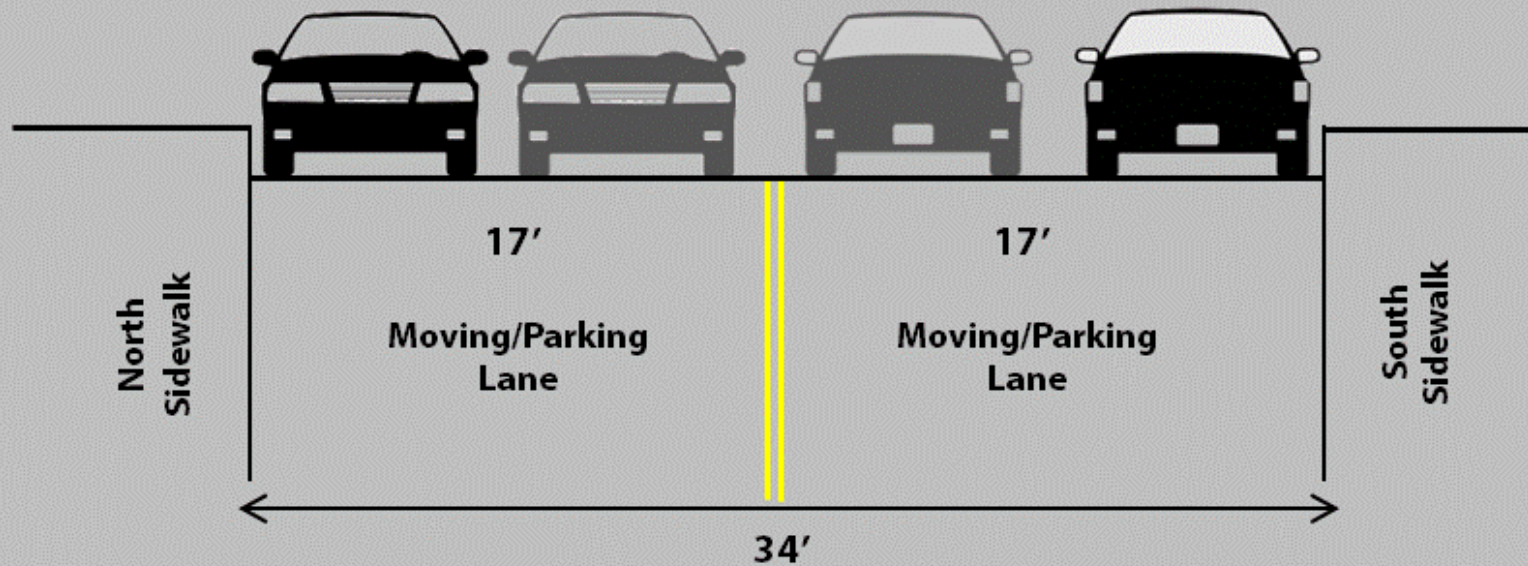 17′
17′
Moving/Parking
Lane
Moving/Parking
Lane
North
Sidewalk
South
Sidewalk
34′